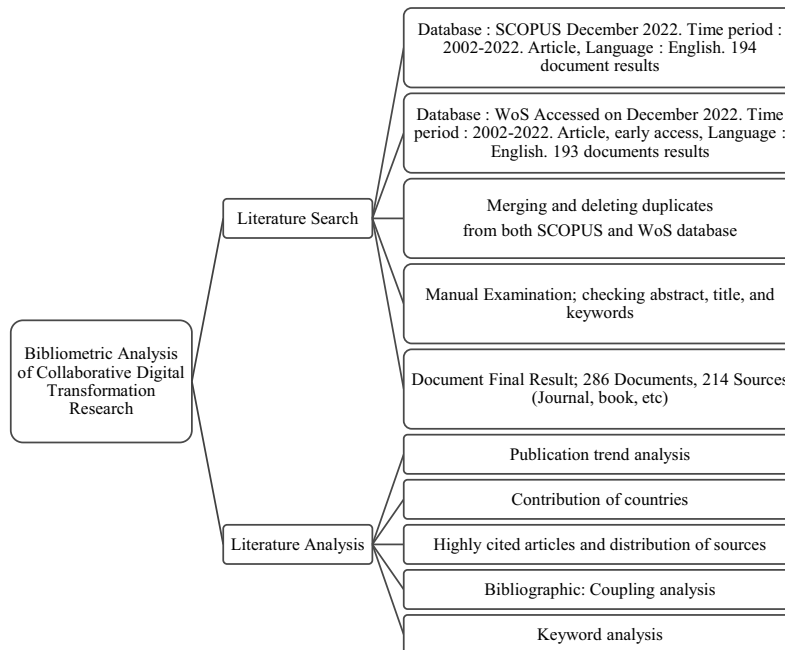 Bibliometric Analysis
of Collaborative Digital
Transformation
Research
Literature Search
Database : SCOPUS December 2022. Time period :
2002-2022. Article, Language : English. 194
document results
Database : WoS Accessed on December 2022. Time
period : 2002-2022. Article, early access, Language :
English. 193 documents results
Merging and deleting duplicates
from both SCOPUS and WoS database
Manual Examination; checking abstract, title, and
keywords
Document Final Result; 286 Documents, 214 Sources
(Journal, book, etc)
Literature Analysis
Publication trend analysis
Contribution of countries
Highly cited articles and distribution of sources
Bibliographic: Coupling analysis
Keyword analysis